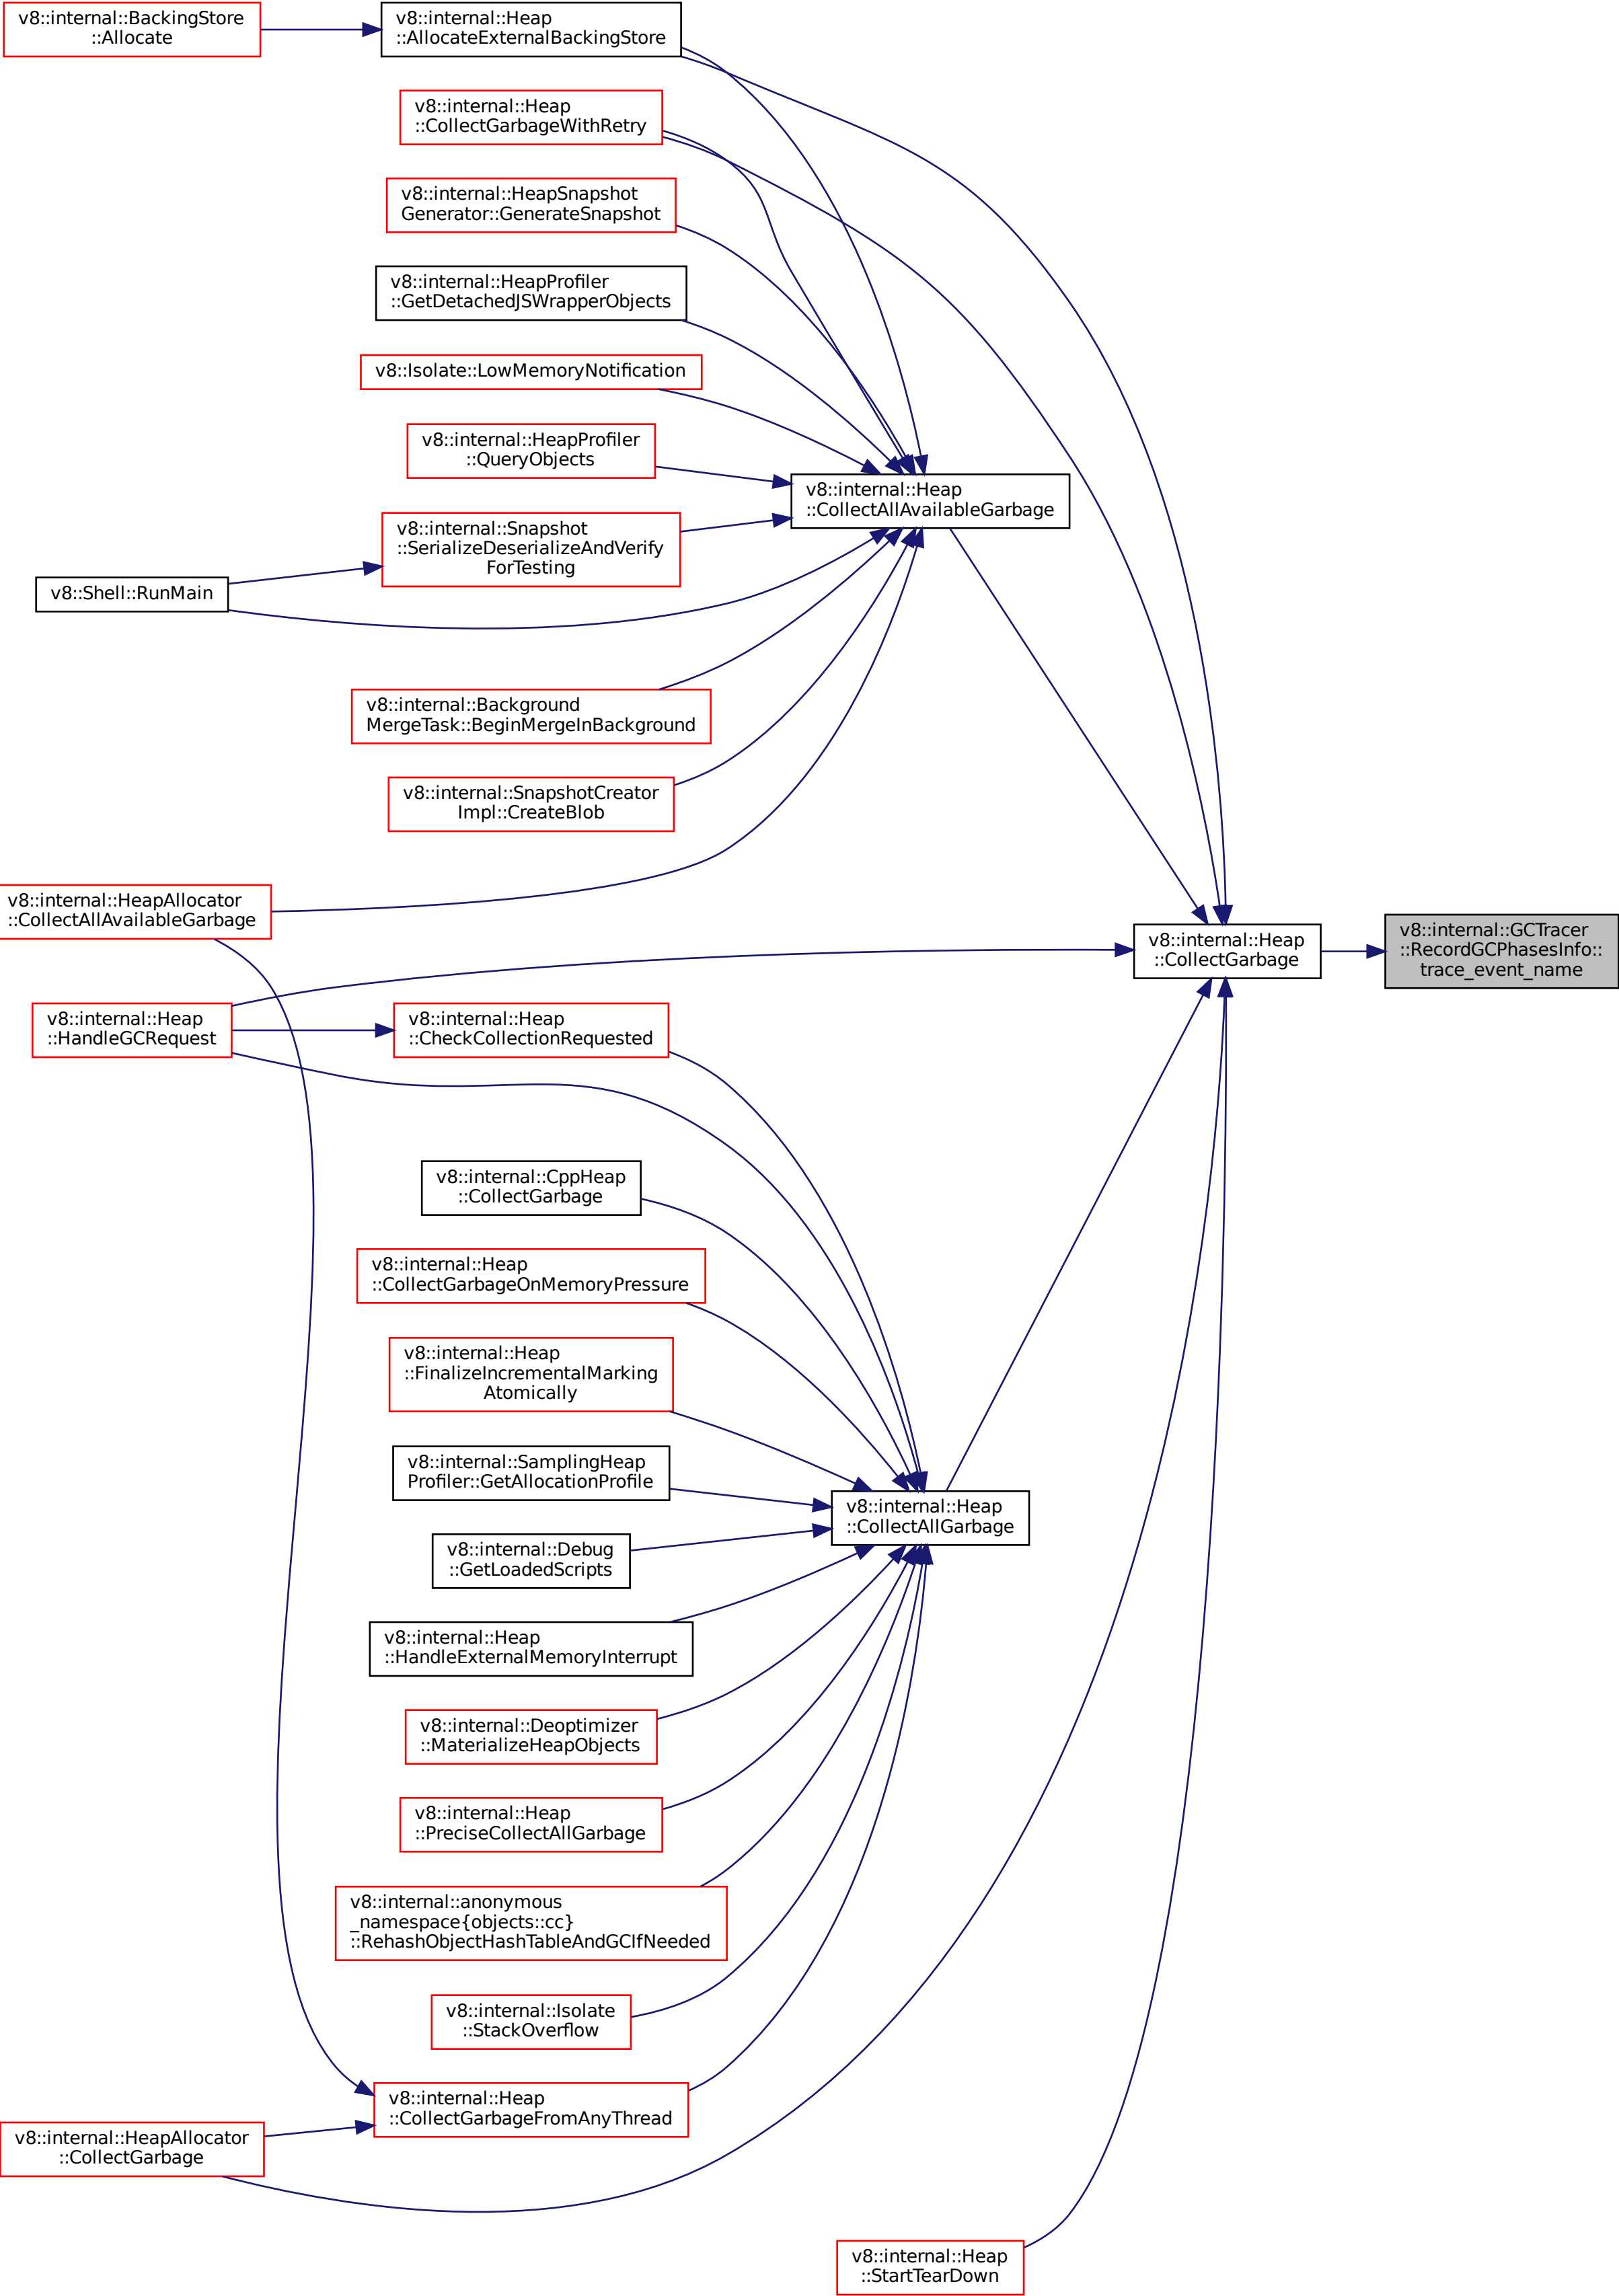 v8::internal::BackingStore
::Allocate
v8::internal::Heap
::AllocateExternalBackingStore
v8::internal::Heap
::CollectGarbageWithRetry
v8::internal::HeapSnapshot
Generator::GenerateSnapshot
v8::internal::HeapProfiler
::GetDetachedJSWrapperObjects
v8::Isolate::LowMemoryNotification
v8::internal::HeapProfiler
::QueryObjects
v8::internal::Heap
::CollectAllAvailableGarbage
v8::internal::Snapshot
::SerializeDeserializeAndVerify
ForTesting
v8::Shell::RunMain
v8::internal::Background
MergeTask::BeginMergeInBackground
v8::internal::SnapshotCreator
Impl::CreateBlob
v8::internal::HeapAllocator
::CollectAllAvailableGarbage
v8::internal::Heap
::CollectGarbage
v8::internal::GCTracer
::RecordGCPhasesInfo::
trace_event_name
v8::internal::Heap
::HandleGCRequest
v8::internal::Heap
::CheckCollectionRequested
v8::internal::CppHeap
::CollectGarbage
v8::internal::Heap
::CollectGarbageOnMemoryPressure
v8::internal::Heap
::FinalizeIncrementalMarking
Atomically
v8::internal::SamplingHeap
Profiler::GetAllocationProfile
v8::internal::Heap
::CollectAllGarbage
v8::internal::Debug
::GetLoadedScripts
v8::internal::Heap
::HandleExternalMemoryInterrupt
v8::internal::Deoptimizer
::MaterializeHeapObjects
v8::internal::Heap
::PreciseCollectAllGarbage
v8::internal::anonymous
_namespace{objects::cc}
::RehashObjectHashTableAndGCIfNeeded
v8::internal::Isolate
::StackOverflow
v8::internal::Heap
::CollectGarbageFromAnyThread
v8::internal::HeapAllocator
::CollectGarbage
v8::internal::Heap
::StartTearDown